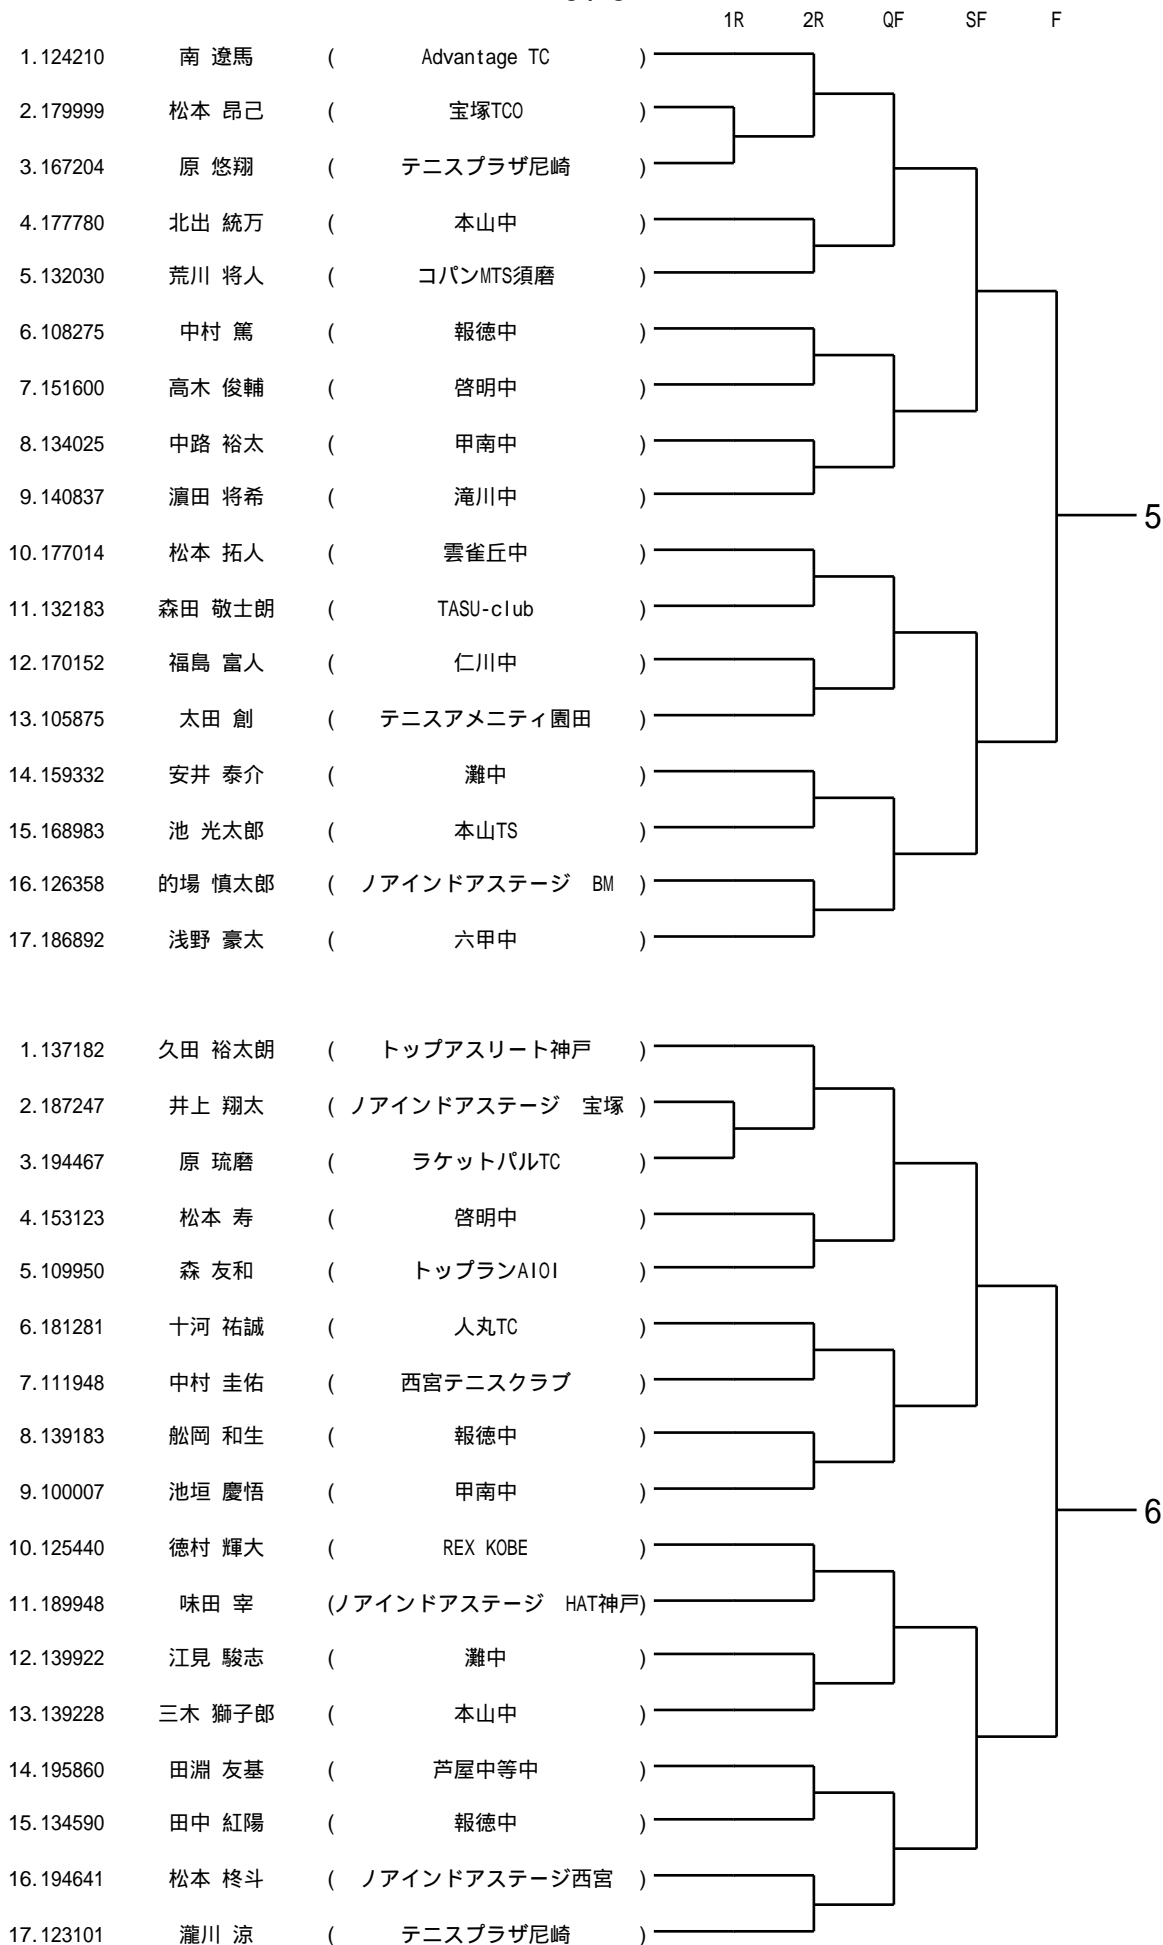 1R 2R QF SF F
1.124210 南 遼馬 ( Advantage TC )
2.179999 松本 昂己 ( 宝塚TCO )
3.167204 原 悠翔 ( テニスプラザ尼崎 )
4.177780 北出 統万 ( 本山中 )
5.132030 荒川 将人 ( コパンMTS須磨 )
6.108275 中村 篤 ( 報徳中 )
7.151600 高木 俊輔 ( 啓明中 )
8.134025 中路 裕太 ( 甲南中 )
9.140837 濵田 将希 ( 滝川中 )
5
10.177014 松本 拓人 ( 雲雀丘中 )
11.132183 森田 敬士朗 ( TASU-club )
12.170152 福島 富人 ( 仁川中 )
13.105875 太田 創 ( テニスアメニティ園田 )
14.159332 安井 泰介 ( 灘中 )
15.168983 池 光太郎 ( 本山TS )
16.126358 的場 慎太郎 ( ノアインドアステージ　BM )
17.186892 浅野 豪太 ( 六甲中 )
1.137182 久田 裕太朗 ( トップアスリート神戸 )
2.187247 井上 翔太 ( ノアインドアステージ　宝塚 )
3.194467 原 琉磨 ( ラケットパルTC )
4.153123 松本 寿 ( 啓明中 )
5.109950 森 友和 ( トップランAIOI )
6.181281 十河 祐誠 ( 人丸TC )
7.111948 中村 圭佑 ( 西宮テニスクラブ )
8.139183 舩岡 和生 ( 報徳中 )
9.100007 池垣 慶悟 ( 甲南中 )
6
10.125440 徳村 輝大 ( REX KOBE )
11.189948 味田 宰 (ノアインドアステージ　HAT神戸)
12.139922 江見 駿志 ( 灘中 )
13.139228 三木 獅子郎 ( 本山中 )
14.195860 田淵 友基 ( 芦屋中等中 )
15.134590 田中 紅陽 ( 報徳中 )
16.194641 松本 柊斗 ( ノアインドアステージ西宮 )
17.123101 瀧川 涼 ( テニスプラザ尼崎 )